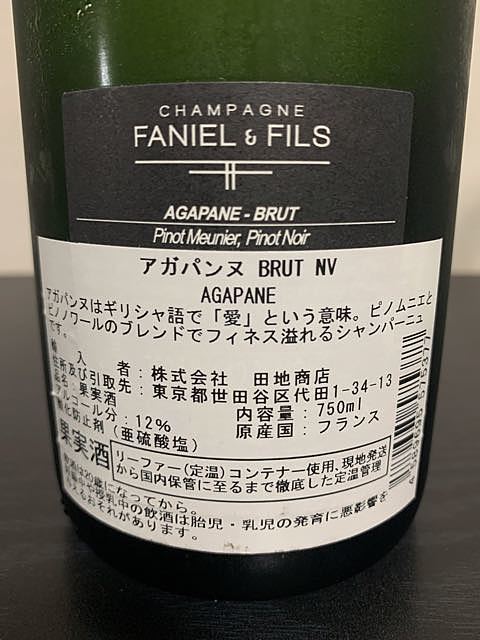 CHAMPAGNE
FANIEL & FILS
AGAPANE - BRUT
Pinot Meunier, Pinot Noir
アガパンヌ BRUT NV
AGAPANE
アガパンヌはギリシャ語で「愛」という意味。ピノムニエと
ピノノワールのブレンドでフィネス溢れるシャンパーニュ
です。
輸入者：株式会社 田地商店
住所及び引取先：東京都世田谷区代田1-34-13
品名：果実酒 内容量：750ml
アルコール分：12% 原産国：フランス
酸化防止剤（亜硫酸塩）
果実酒
リーファー（定温）コンテナー使用、現地発送
から国内保管に至るまで徹底した定温管理
飲酒は20歳になってから。
授乳中の飲酒は胎児・乳児の発育に悪影響を
えるおそれがあります。